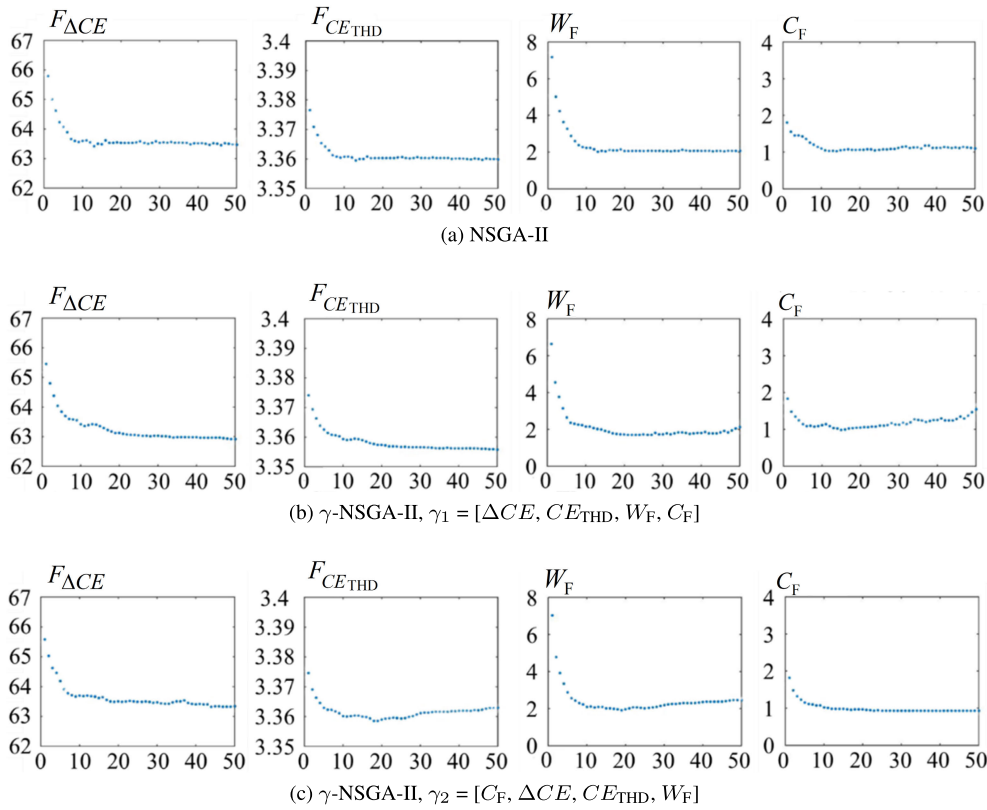 F_ΔCE F_CE_THD W_F C_F
67 3.4 8 4
66 3.39
65 3.38 6 3
64 3.37 4 2
63 3.36 2 1
62 3.35 0 0
0 10 20 30 40 50 0 10 20 30 40 50 0 10 20 30 40 50 0 10 20 30 40 50
(a) NSGA-II
F_ΔCE F_CE_THD W_F C_F
67 3.4 8 4
66 3.39
65 3.38 6 3
64 3.37 4 2
63 3.36 2 1
62 3.35 0 0
0 10 20 30 40 50 0 10 20 30 40 50 0 10 20 30 40 50 0 10 20 30 40 50
(b) γ-NSGA-II, γ₁ = [ΔCE, CE_THD, W_F, C_F]
F_ΔCE F_CE_THD W_F C_F
67 3.4 8 4
66 3.39
65 3.38 6 3
64 3.37 4 2
63 3.36 2 1
62 3.35 0 0
0 10 20 30 40 50 0 10 20 30 40 50 0 10 20 30 40 50 0 10 20 30 40 50
(c) γ-NSGA-II, γ₂ = [C_F, ΔCE, CE_THD, W_F]